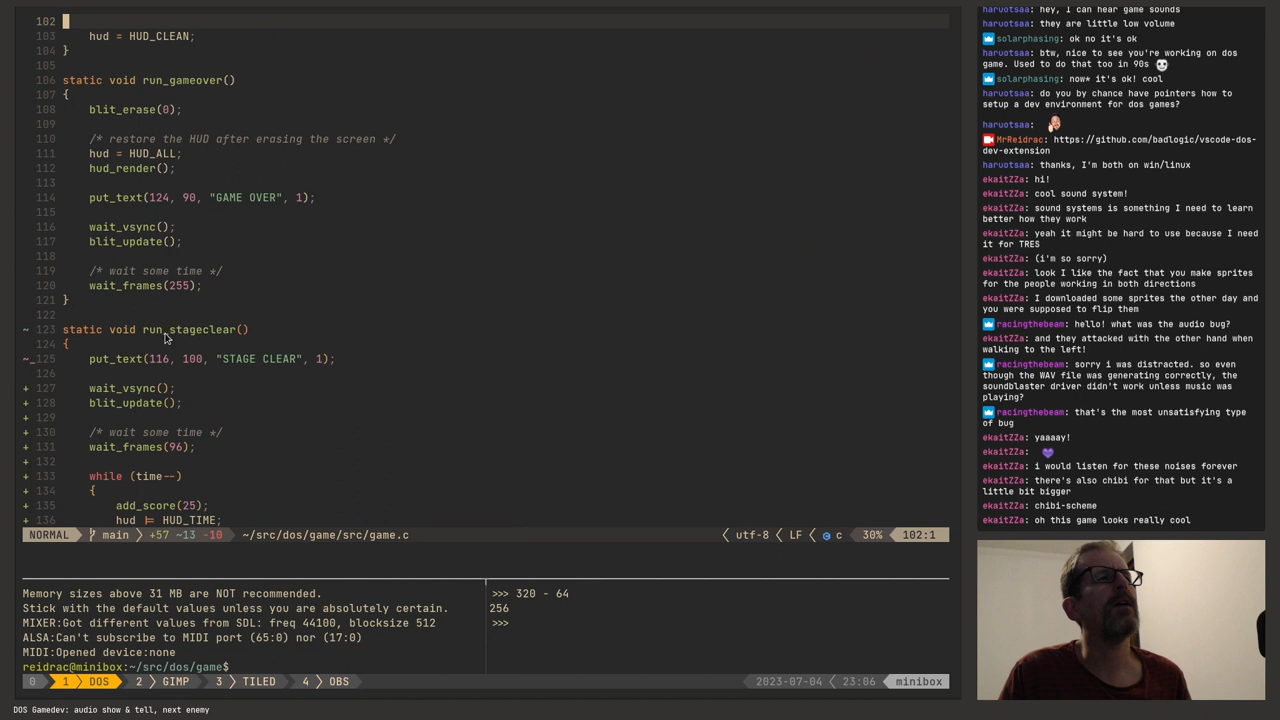 102
103 hud = HUD_CLEAN;
104 }
105
106 static void run_gameover()
107 {
108 blit_erase(0);
109
110 /* restore the HUD after erasing the screen */
111 hud = HUD_ALL;
112 hud_render();
113
114 put_text(124, 90, "GAME OVER", 1);
115
116 wait_vsync();
117 blit_update();
118
119 /* wait some time */
120 wait_frames(255);
121 }
122
~ 123 static void run_stageclear()
124 {
~_125 put_text(116, 100, "STAGE CLEAR", 1);
126
+ 127 wait_vsync();
+ 128 blit_update();
+ 129
+ 130 /* wait some time */
+ 131 wait_frames(96);
+ 132
+ 133 while (time--)
+ 134 {
+ 135 add_score(25);
+ 136 hud |= HUD_TIME;
NORMAL main +57 ~13 -10 ~/src/dos/game/src/game.c utf-8 LF c 30% 102:1
Memory sizes above 31 MB are NOT recommended.
Stick with the default values unless you are absolutely certain.
MIXER:Got different values from SDL: freq 44100, blocksize 512
ALSA:Can't subscribe to MIDI port (65:0) nor (17:0)
MIDI:Opened device:none
reidrac@minibox:~/src/dos/game$
>>> 320 - 64
256
>>>
0 1 DOS 2 GIMP 3 TILED 4 OBS 2023-07-04 23:06 minibox
DOS Gamedev: audio show & tell, next enemy
haruotsaa: hey, I can hear game sounds
haruotsaa: they are little low volume
solarphasing: ok no it's ok
haruotsaa: btw, nice to see you're working on dos
game. Used to do that too in 90s
solarphasing: now* it's ok! cool
haruotsaa: do you by chance have pointers how to
setup a dev environment for dos games?
haruotsaa:
MrReidrac: https://github.com/badlogic/vscode-dos-
dev-extension
haruotsaa: thanks, I'm both on win/linux
ekaitZZa: hi!
ekaitZZa: cool sound system!
ekaitZZa: sound systems is something I need to learn
better how they work
ekaitZZa: yeah it might be hard to use because I need
it for TRES
ekaitZZa: (i'm so sorry)
ekaitZZa: look I like the fact that you make sprites
for the people working in both directions
ekaitZZa: I downloaded some sprites the other day and
you were supposed to flip them
racingthebeam: hello! what was the audio bug?
ekaitZZa: and they attacked with the other hand when
walking to the left!
racingthebeam: sorry i was distracted. so even
though the WAV file was generating correctly, the
soundblaster driver didn't work unless music was
playing?
racingthebeam: that's the most unsatisfying type
of bug
ekaitZZa: yaaaay!
ekaitZZa:
ekaitZZa: i would listen for these noises forever
ekaitZZa: there's also chibi for that but it's a
little bit bigger
ekaitZZa: chibi-scheme
ekaitZZa: oh this game looks really cool